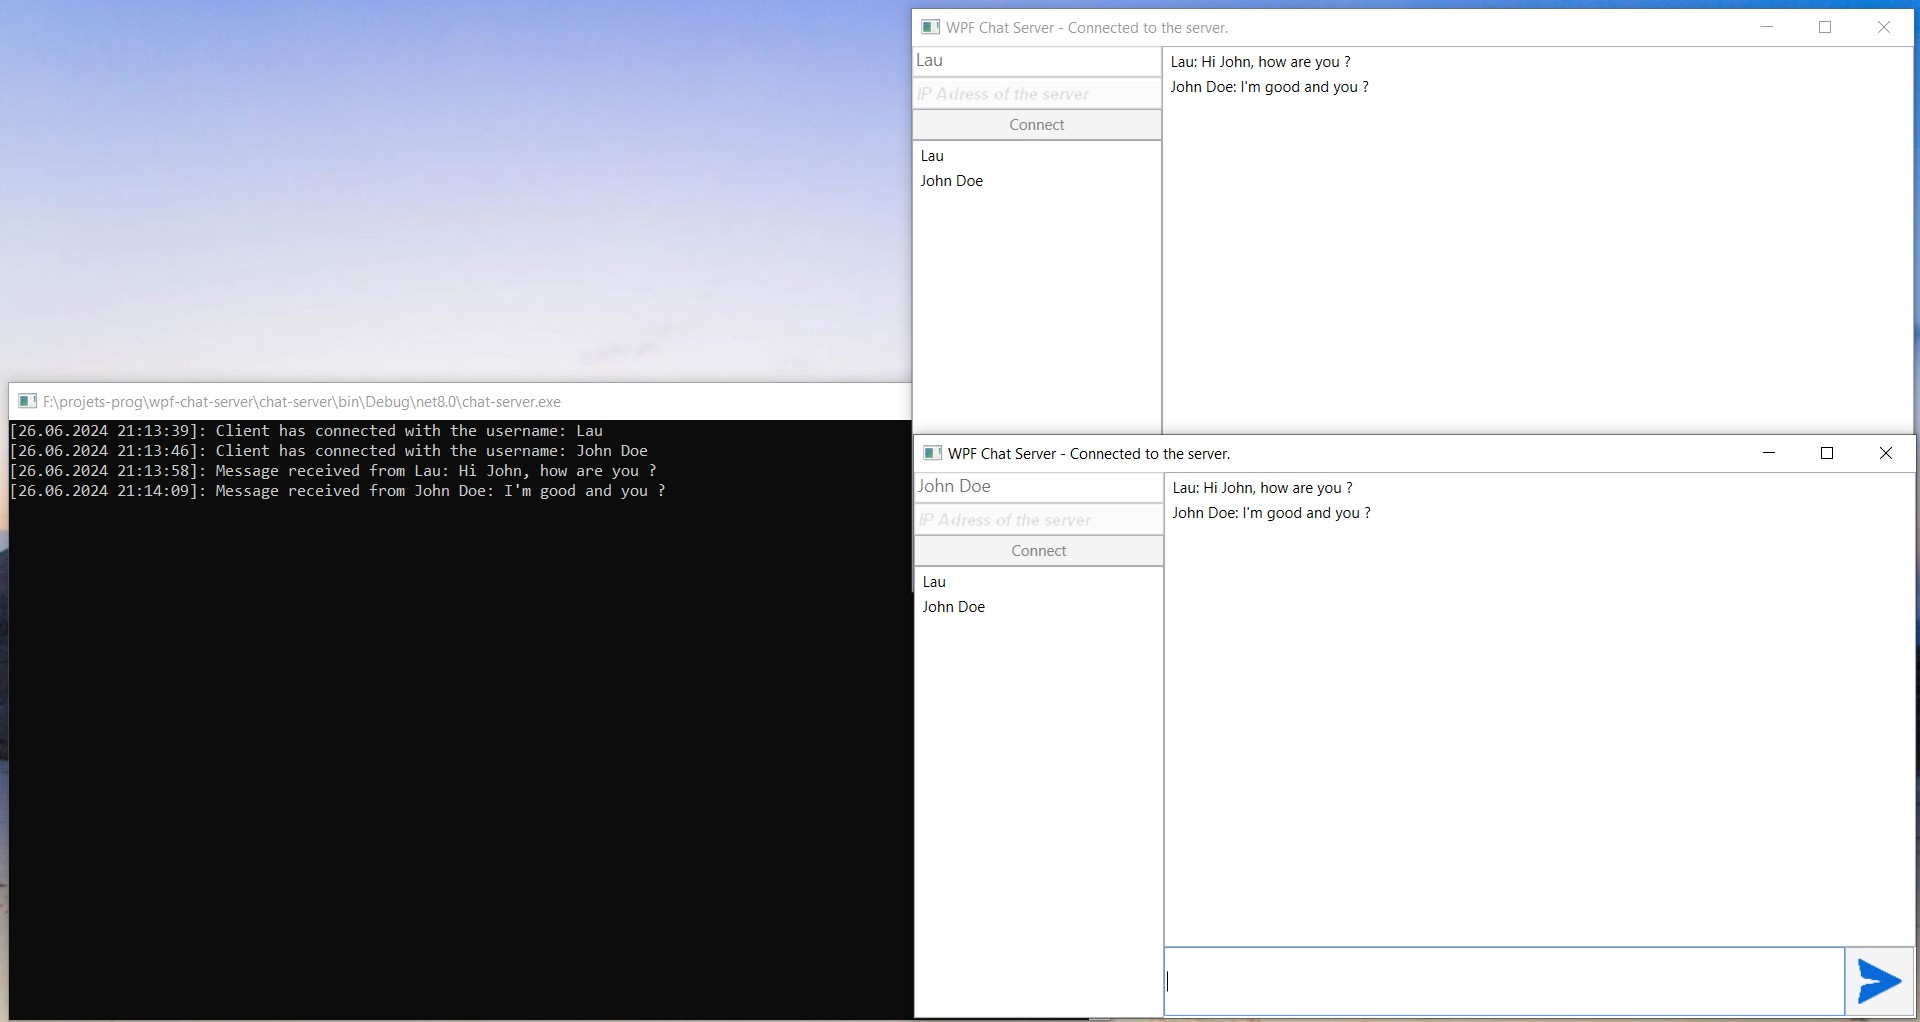 WPF Chat Server - Connected to the server.
Lau
IP Adress of the server
Connect
Lau
John Doe
Lau: Hi John, how are you ?
John Doe: I'm good and you ?
F:\projets-prog\wpf-chat-server\chat-server\bin\Debug\net8.0\chat-server.exe
[26.06.2024 21:13:39]: Client has connected with the username: Lau
[26.06.2024 21:13:46]: Client has connected with the username: John Doe
[26.06.2024 21:13:58]: Message received from Lau: Hi John, how are you ?
[26.06.2024 21:14:09]: Message received from John Doe: I'm good and you ?
WPF Chat Server - Connected to the server.
John Doe
IP Adress of the server
Connect
Lau
John Doe
Lau: Hi John, how are you ?
John Doe: I'm good and you ?